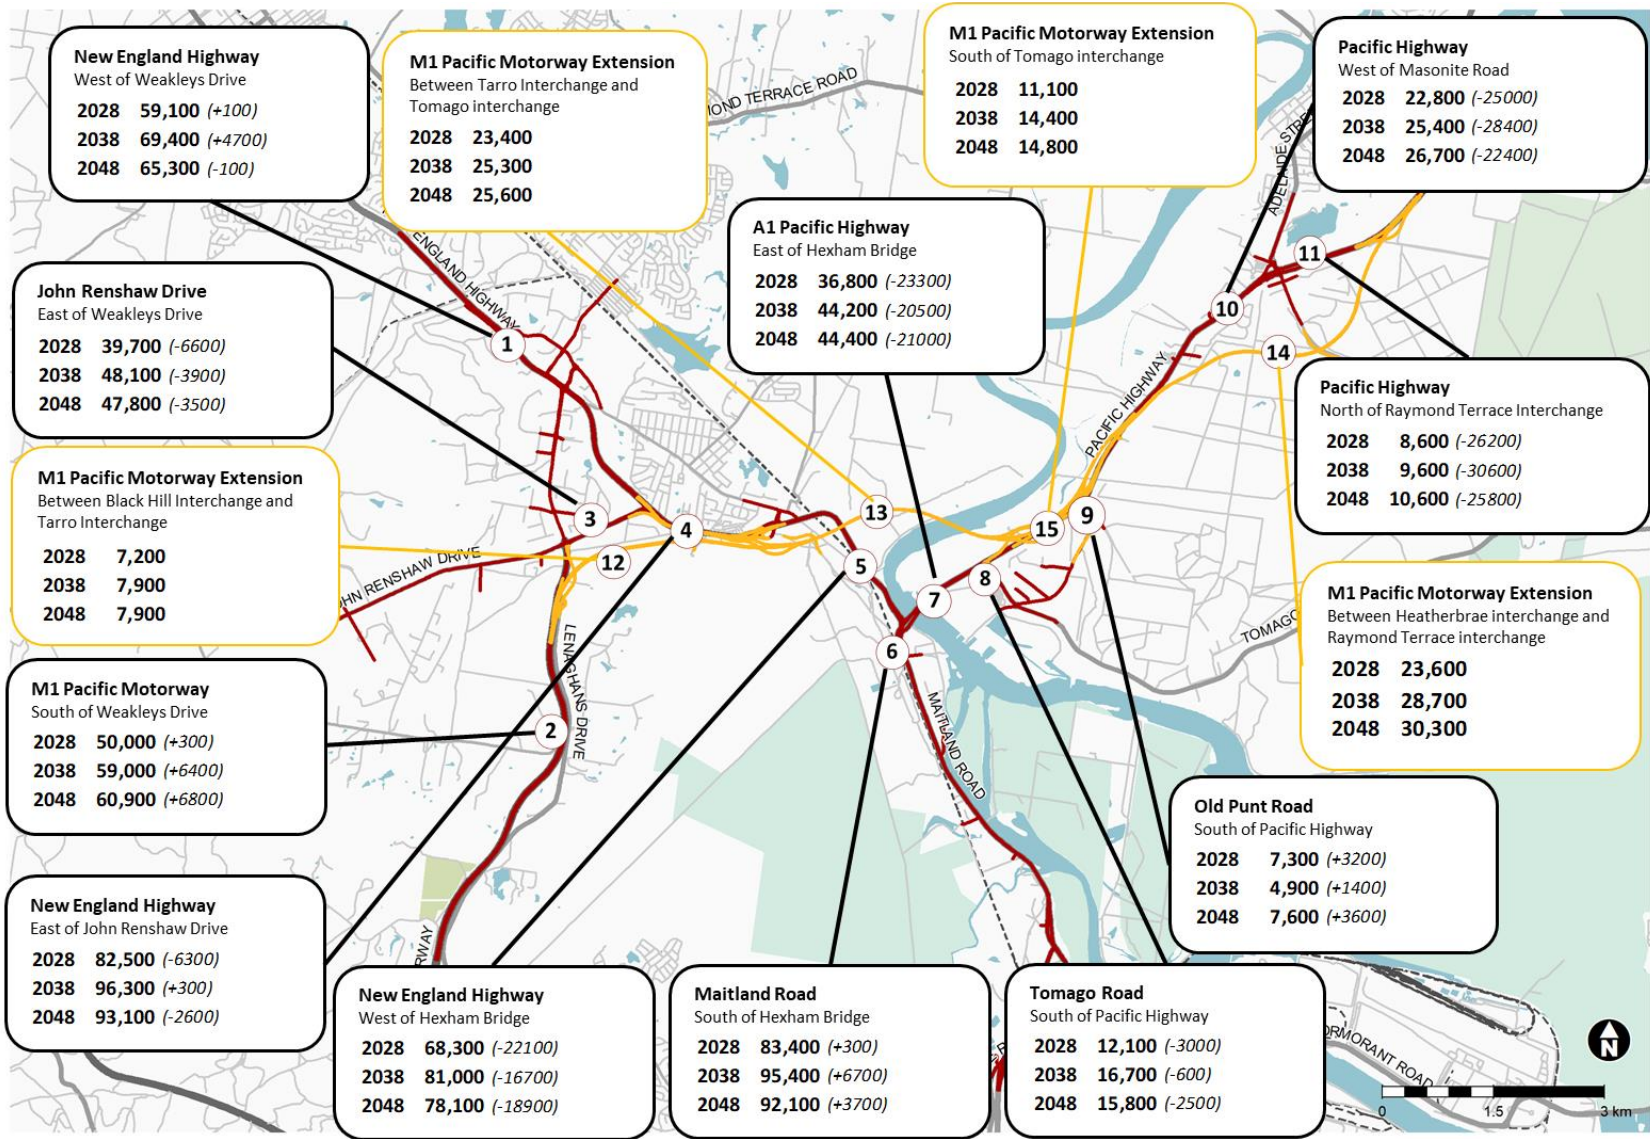 New England Highway
West of Weakleys Drive
2028 59,100 (+100)
2038 69,400 (+4700)
2048 65,300 (-100)
M1 Pacific Motorway Extension
Between Tarro Interchange and
Tomago interchange
2028 23,400
2038 25,300
2048 25,600
M1 Pacific Motorway Extension
South of Tomago interchange
2028 11,100
2038 14,400
2048 14,800
Pacific Highway
West of Masonite Road
2028 22,800 (-25000)
2038 25,400 (-28400)
2048 26,700 (-22400)
OND TERRACE ROAD
ADELAIDE STRE
A1 Pacific Highway
East of Hexham Bridge
2028 36,800 (-23300)
2038 44,200 (-20500)
2048 44,400 (-21000)
ENGLAND HIGHWAY
John Renshaw Drive
East of Weakleys Drive
2028 39,700 (-6600)
2038 48,100 (-3900)
2048 47,800 (-3500)
1
11
10
14
PACIFIC HIGHWAY
Pacific Highway
North of Raymond Terrace Interchange
2028 8,600 (-26200)
2038 9,600 (-30600)
2048 10,600 (-25800)
M1 Pacific Motorway Extension
Between Black Hill Interchange and
Tarro Interchange
2028 7,200
2038 7,900
2048 7,900
3
4
13
15
9
12
5
8
7
6
HN RENSHAW DRIVE
LENAGHANS DRIVE
TOMAGO
M1 Pacific Motorway Extension
Between Heatherbrae interchange and
Raymond Terrace interchange
2028 23,600
2038 28,700
2048 30,300
M1 Pacific Motorway
South of Weakleys Drive
2028 50,000 (+300)
2038 59,000 (+6400)
2048 60,900 (+6800)
2
MAITLAND ROAD
Old Punt Road
South of Pacific Highway
2028 7,300 (+3200)
2038 4,900 (+1400)
2048 7,600 (+3600)
New England Highway
East of John Renshaw Drive
2028 82,500 (-6300)
2038 96,300 (+300)
2048 93,100 (-2600)
RWAY
New England Highway
West of Hexham Bridge
2028 68,300 (-22100)
2038 81,000 (-16700)
2048 78,100 (-18900)
Maitland Road
South of Hexham Bridge
2028 83,400 (+300)
2038 95,400 (+6700)
2048 92,100 (+3700)
Tomago Road
South of Pacific Highway
2028 12,100 (-3000)
2038 16,700 (-600)
2048 15,800 (-2500)
ORMORANT ROAD
N
0 1.5 3 km